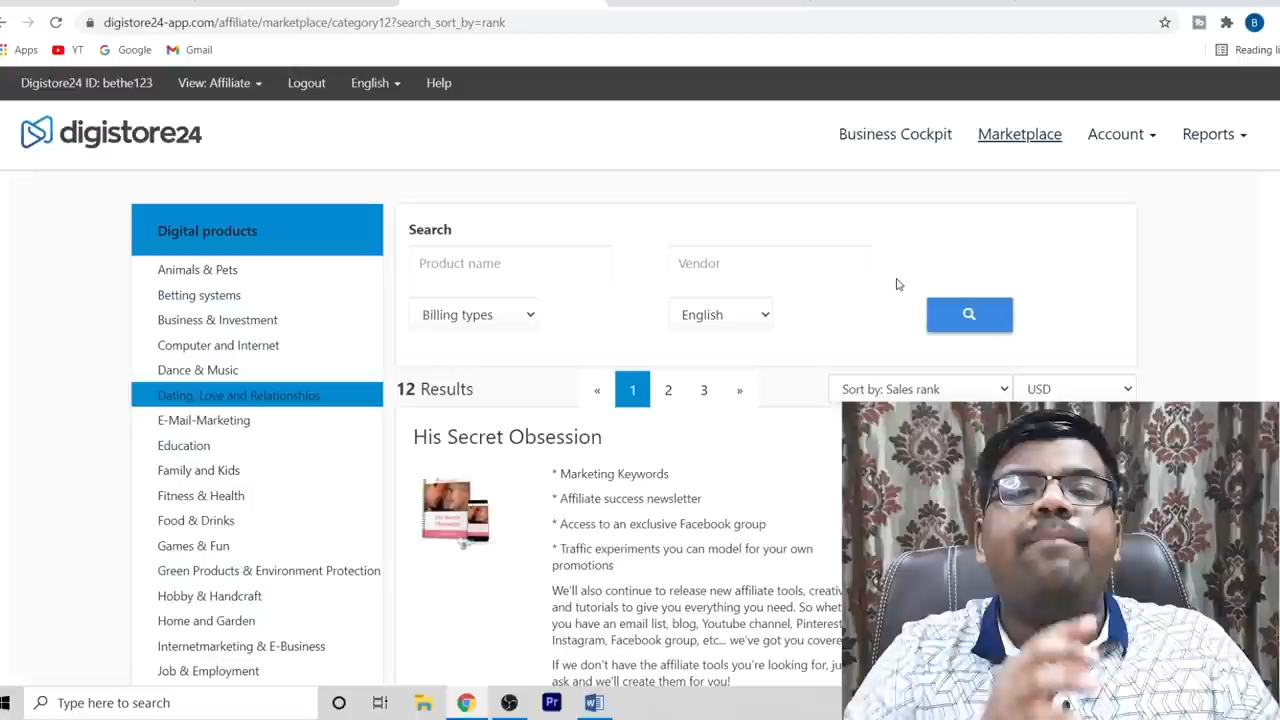 digistore24-app.com/affiliate/marketplace/category12?search_sort_by=rank
B
Apps YT Google Gmail Reading li
Digistore24 ID: bethe123 View: Affiliate Logout English Help
digistore24 Business Cockpit Marketplace Account Reports
Digital products
Animals & Pets
Betting systems
Business & Investment
Computer and Internet
Dance & Music
Dating, Love and Relationships
E-Mail-Marketing
Education
Family and Kids
Fitness & Health
Food & Drinks
Games & Fun
Green Products & Environment Protection
Hobby & Handcraft
Home and Garden
Internetmarketing & E-Business
Job & Employment
Search
Product name Vendor
Billing types English
12 Results « 1 2 3 » Sort by: Sales rank USD
His Secret Obsession
* Marketing Keywords
* Affiliate success newsletter
* Access to an exclusive Facebook group
* Traffic experiments you can model for your own
promotions
We'll also continue to release new affiliate tools, creativ
and tutorials to give you everything you need. So whet
you have an email list, blog, Youtube channel, Pinterest
Instagram, Facebook group, etc... we've got you covere
If we don't have the affiliate tools you're looking for, ju
ask and we'll create them for you!
Type here to search
Pr